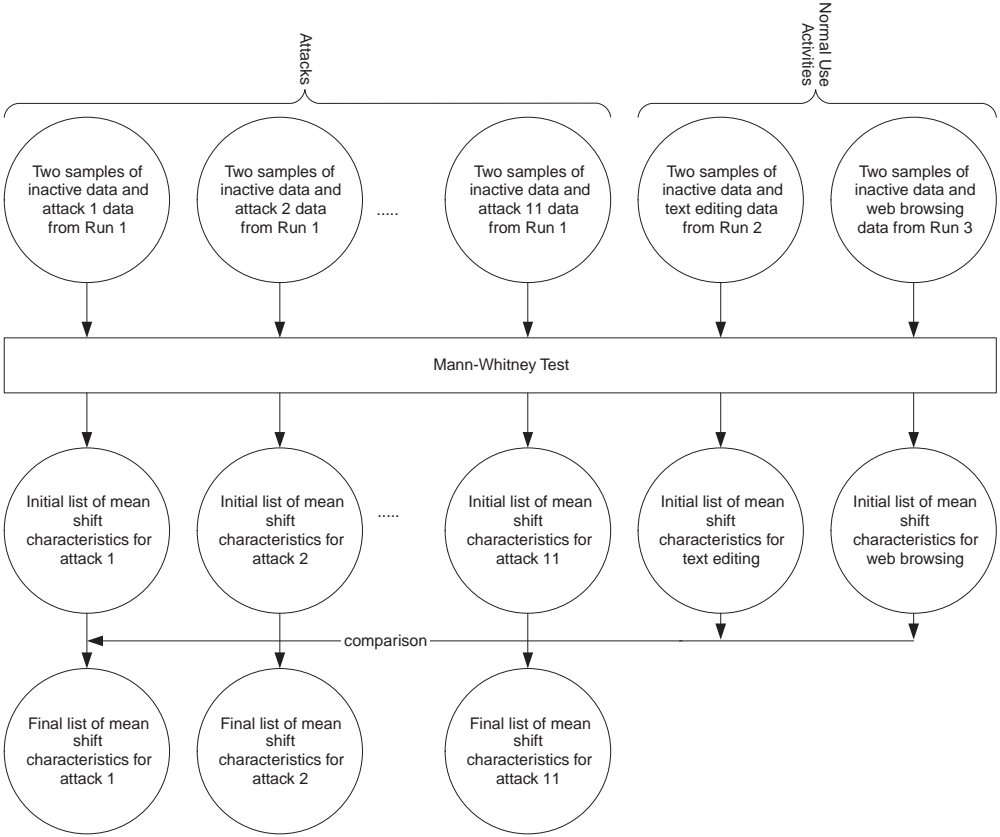 Attacks
Normal Use
Activities
Two samples of
inactive data and
attack 1 data
from Run 1
Two samples of
inactive data and
attack 2 data
from Run 1
.....
Two samples of
inactive data and
attack 11 data
from Run 1
Two samples of
inactive data and
text editing data
from Run 2
Two samples of
inactive data and
web browsing
data from Run 3
Mann-Whitney Test
Initial list of mean
shift
characteristics for
attack 1
Initial list of mean
shift
characteristics for
attack 2
.....
Initial list of mean
shift
characteristics for
attack 11
Initial list of mean
shift
characteristics for
text editing
Initial list of mean
shift
characteristics for
web browsing
comparison
Final list of mean
shift
characteristics for
attack 1
Final list of mean
shift
characteristics for
attack 2
Final list of mean
shift
characteristics for
attack 11